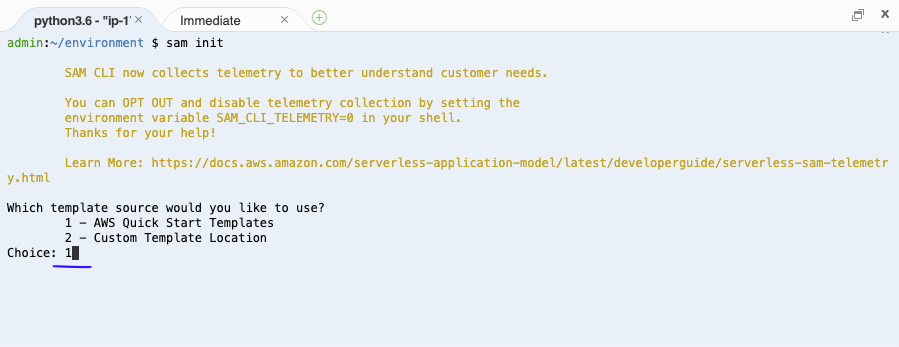 python3.6 - "ip-1
Immediate
admin:~/environment $ sam init
SAM CLI now collects telemetry to better understand customer needs.
You can OPT OUT and disable telemetry collection by setting the
environment variable SAM_CLI_TELEMETRY=0 in your shell.
Thanks for your help!
Learn More: https://docs.aws.amazon.com/serverless-application-model/latest/developerguide/serverless-sam-telemetr
y.html
Which template source would you like to use?
1 - AWS Quick Start Templates
2 - Custom Template Location
Choice: 1